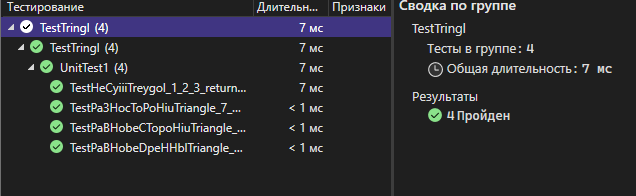 Тестирование Длительн... Признаки
TestTringl (4) 7 мс
TestTringl (4) 7 мс
UnitTest1 (4) 7 мс
TestHeCyiiiTreygol_1_2_3_return... 7 мс
TestPa3HocToPoHiuTriangle_7_... < 1 мс
TestPaBHobeCTopoHiuTriangle_... < 1 мс
TestPaBHobeDpeHHblTriangle_... < 1 мс
Сводка по группе
TestTringl
Тесты в группе: 4
Общая длительность: 7 мс
Результаты
4 Пройден